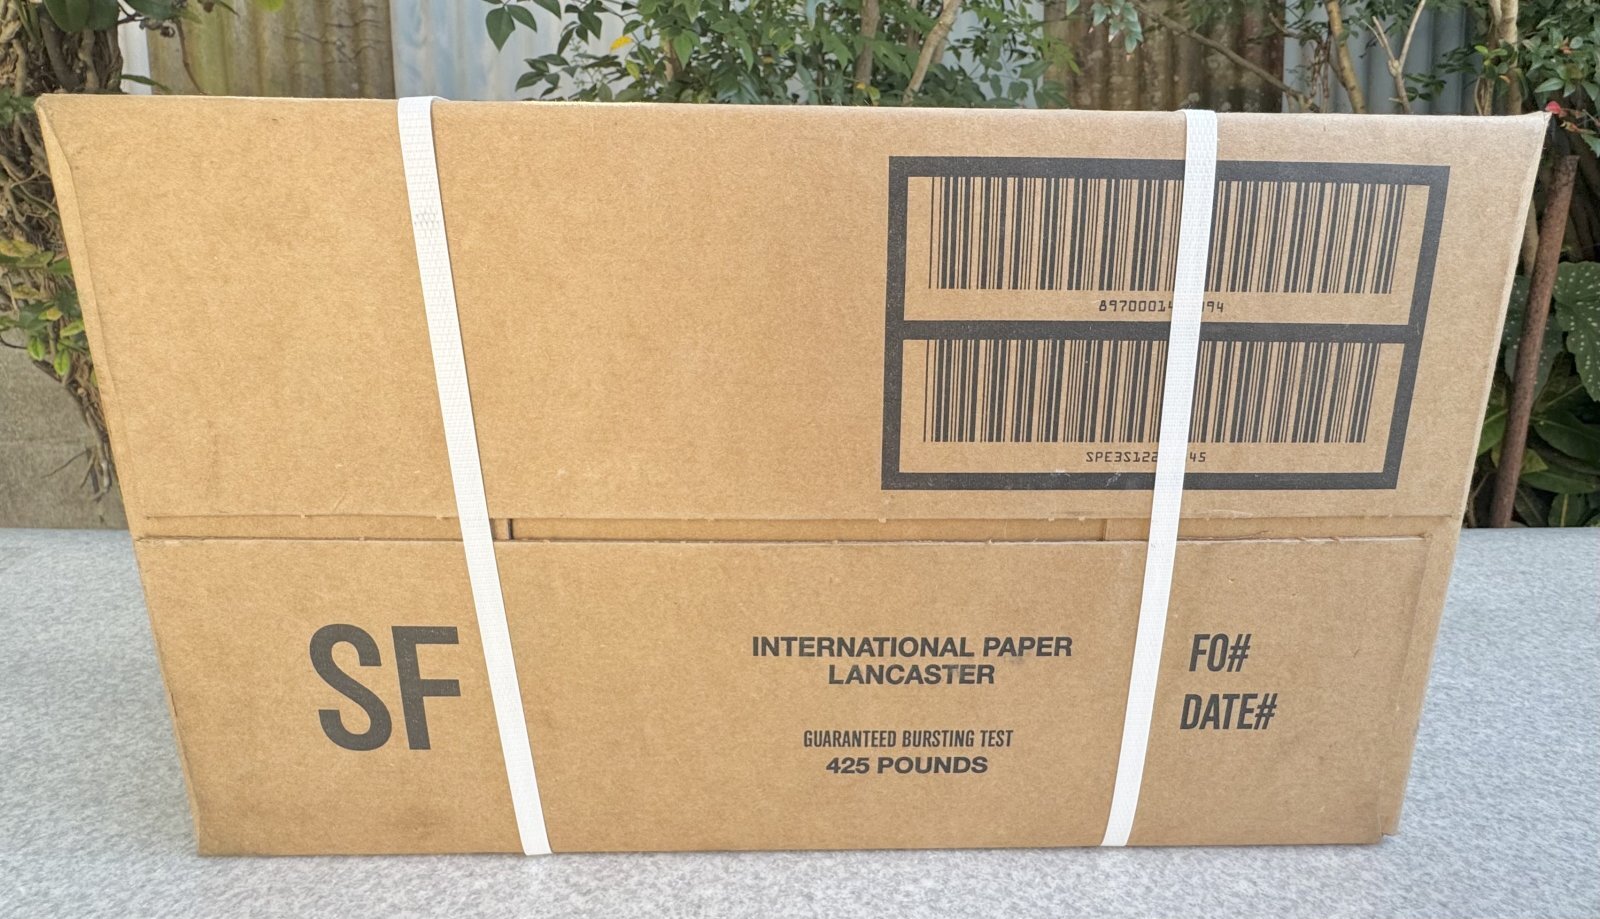 SF
INTERNATIONAL PAPER
LANCASTER
GUARANTEED BURSTING TEST
425 POUNDS
FO#
DATE#